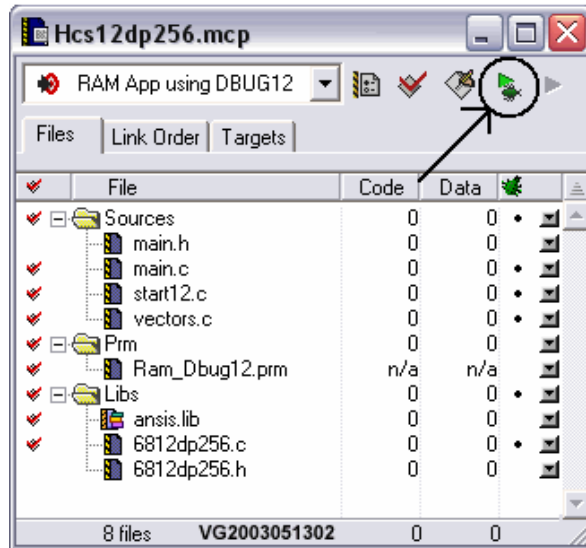 Hcs12dp256.mcp
RAM App using DBUG12
Files Link Order Targets
File Code Data
Sources 0 0
main.h 0 0
main.c 0 0
start12.c 0 0
vectors.c 0 0
Prm 0 0
Ram_Dbug12.prm n/a n/a
Libs 0 0
ansis.lib 0 0
6812dp256.c 0 0
6812dp256.h 0 0
8 files VG2003051302 0 0